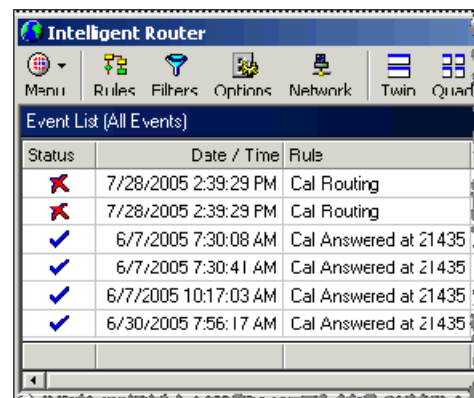 Intelligent Router
Menu Rules Filters Options Network Twin Quad
Event List (All Events)
Status Date / Time Rule
7/28/2005 2:39:29 PM Cal Routing
7/28/2005 2:39:29 PM Cal Routing
6/7/2005 7:30:08 AM Cal Answered at 21435
6/7/2005 7:30:41 AM Cal Answered at 21435
6/7/2005 10:17:03 AM Cal Answered at 21435
6/30/2005 7:56:17 AM Cal Answered at 21435